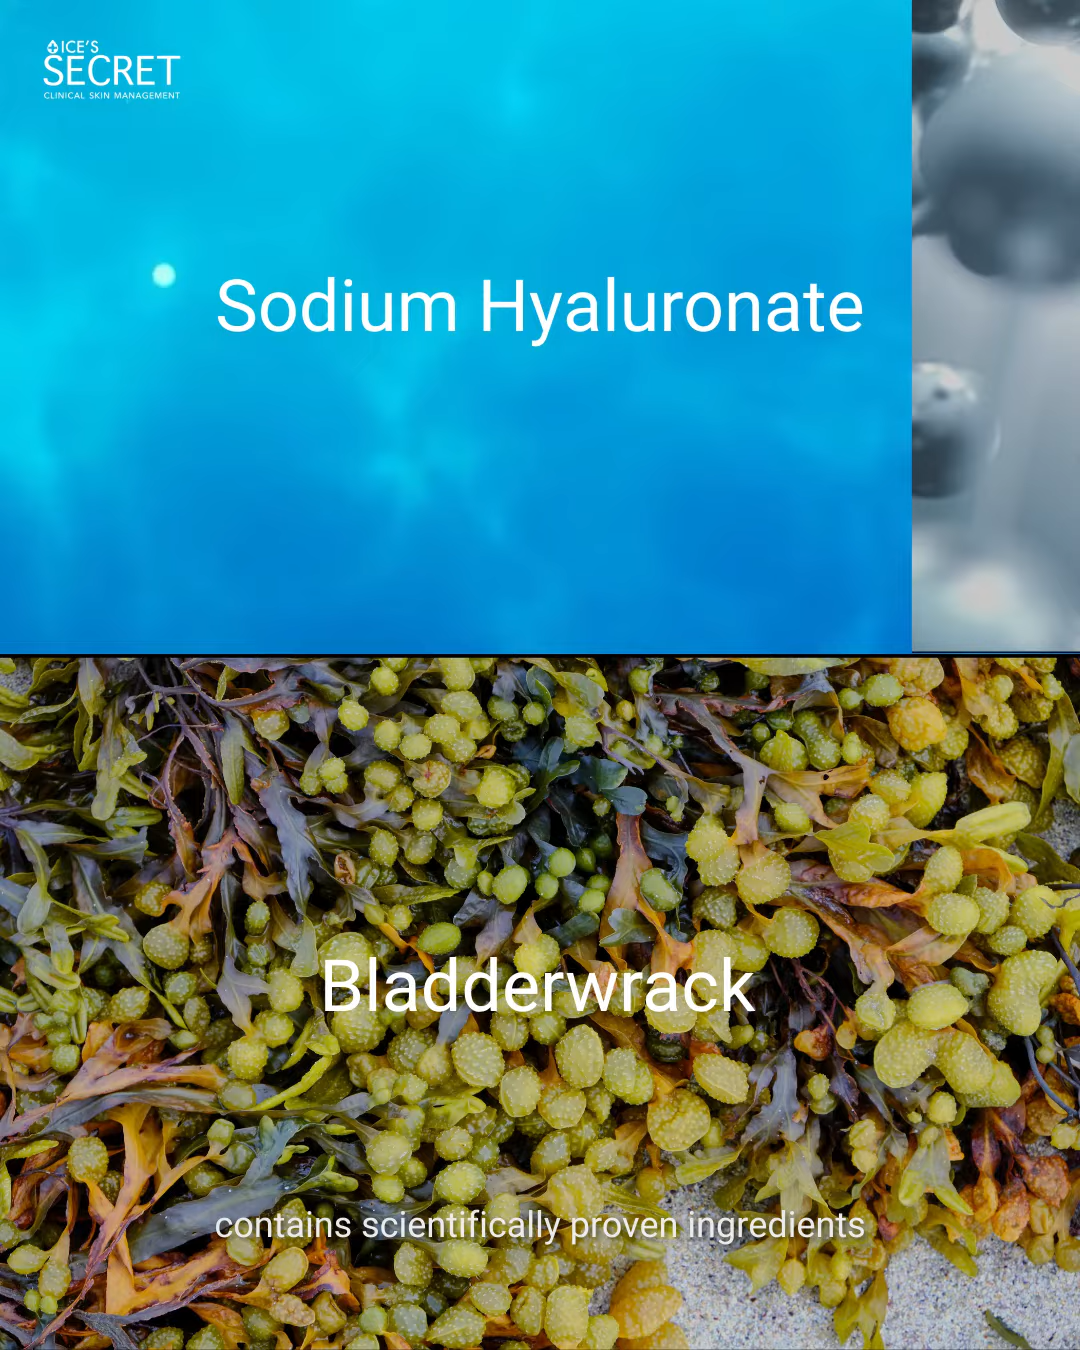 ICE'S
SECRET
CLINICAL SKIN MANAGEMENT
Sodium Hyaluronate
Bladderwrack
contains scientifically proven ingredients